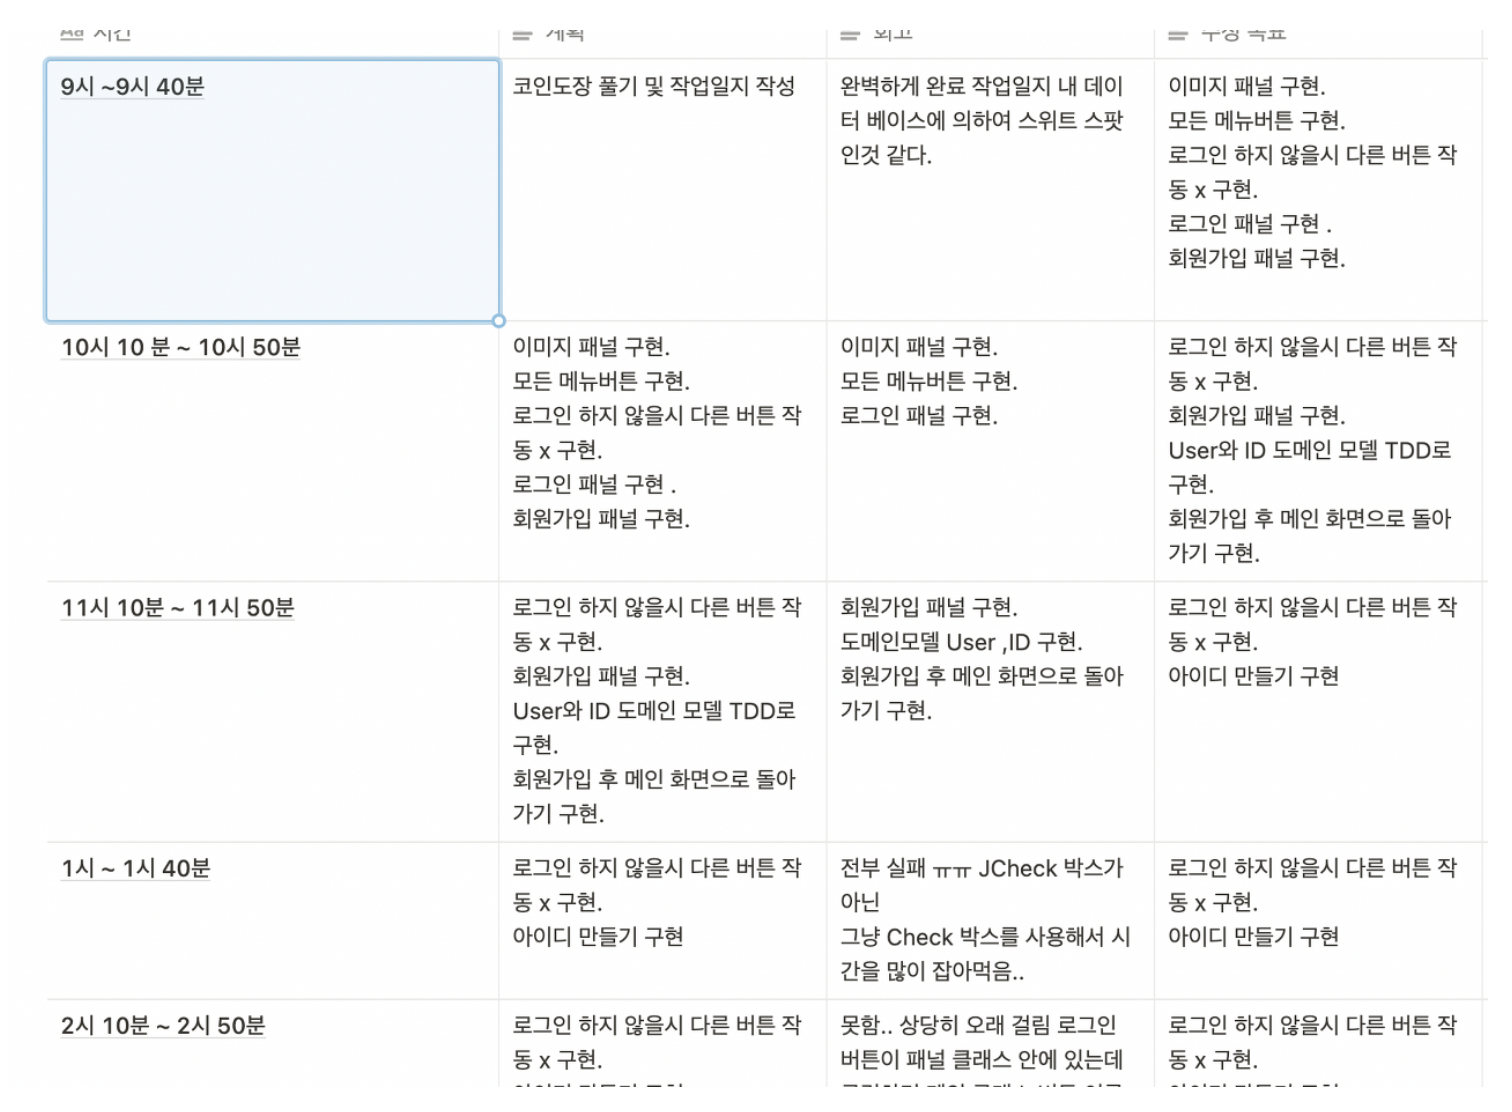 Aa 시간
계획
회고
수정 목표
9시 ~9시 40분
코인도장 풀기 및 작업일지 작성
완벽하게 완료 작업일지 내 데이
터 베이스에 의하여 스위트 스팟
인것 같다.
이미지 패널 구현.
모든 메뉴버튼 구현.
로그인 하지 않을시 다른 버튼 작
동 x 구현.
로그인 패널 구현 .
회원가입 패널 구현.
10시 10 분 ~ 10시 50분
이미지 패널 구현.
모든 메뉴버튼 구현.
로그인 하지 않을시 다른 버튼 작
동 x 구현.
로그인 패널 구현 .
회원가입 패널 구현.
이미지 패널 구현.
모든 메뉴버튼 구현.
로그인 패널 구현.
로그인 하지 않을시 다른 버튼 작
동 x 구현.
회원가입 패널 구현.
User와 ID 도메인 모델 TDD로
구현.
회원가입 후 메인 화면으로 돌아
가기 구현.
11시 10분 ~ 11시 50분
로그인 하지 않을시 다른 버튼 작
동 x 구현.
회원가입 패널 구현.
User와 ID 도메인 모델 TDD로
구현.
회원가입 후 메인 화면으로 돌아
가기 구현.
회원가입 패널 구현.
도메인모델 User ,ID 구현.
회원가입 후 메인 화면으로 돌아
가기 구현.
로그인 하지 않을시 다른 버튼 작
동 x 구현.
아이디 만들기 구현
1시 ~ 1시 40분
로그인 하지 않을시 다른 버튼 작
동 x 구현.
아이디 만들기 구현
전부 실패 ㅠㅠ JCheck 박스가
아닌
그냥 Check 박스를 사용해서 시
간을 많이 잡아먹음..
로그인 하지 않을시 다른 버튼 작
동 x 구현.
아이디 만들기 구현
2시 10분 ~ 2시 50분
로그인 하지 않을시 다른 버튼 작
동 x 구현.
아이디 만들기 구현
못함.. 상당히 오래 걸림 로그인
버튼이 패널 클래스 안에 있는데
로그인 하지 않을시 다른 버튼 작
동 x 구현.
아이디 만들기 구현